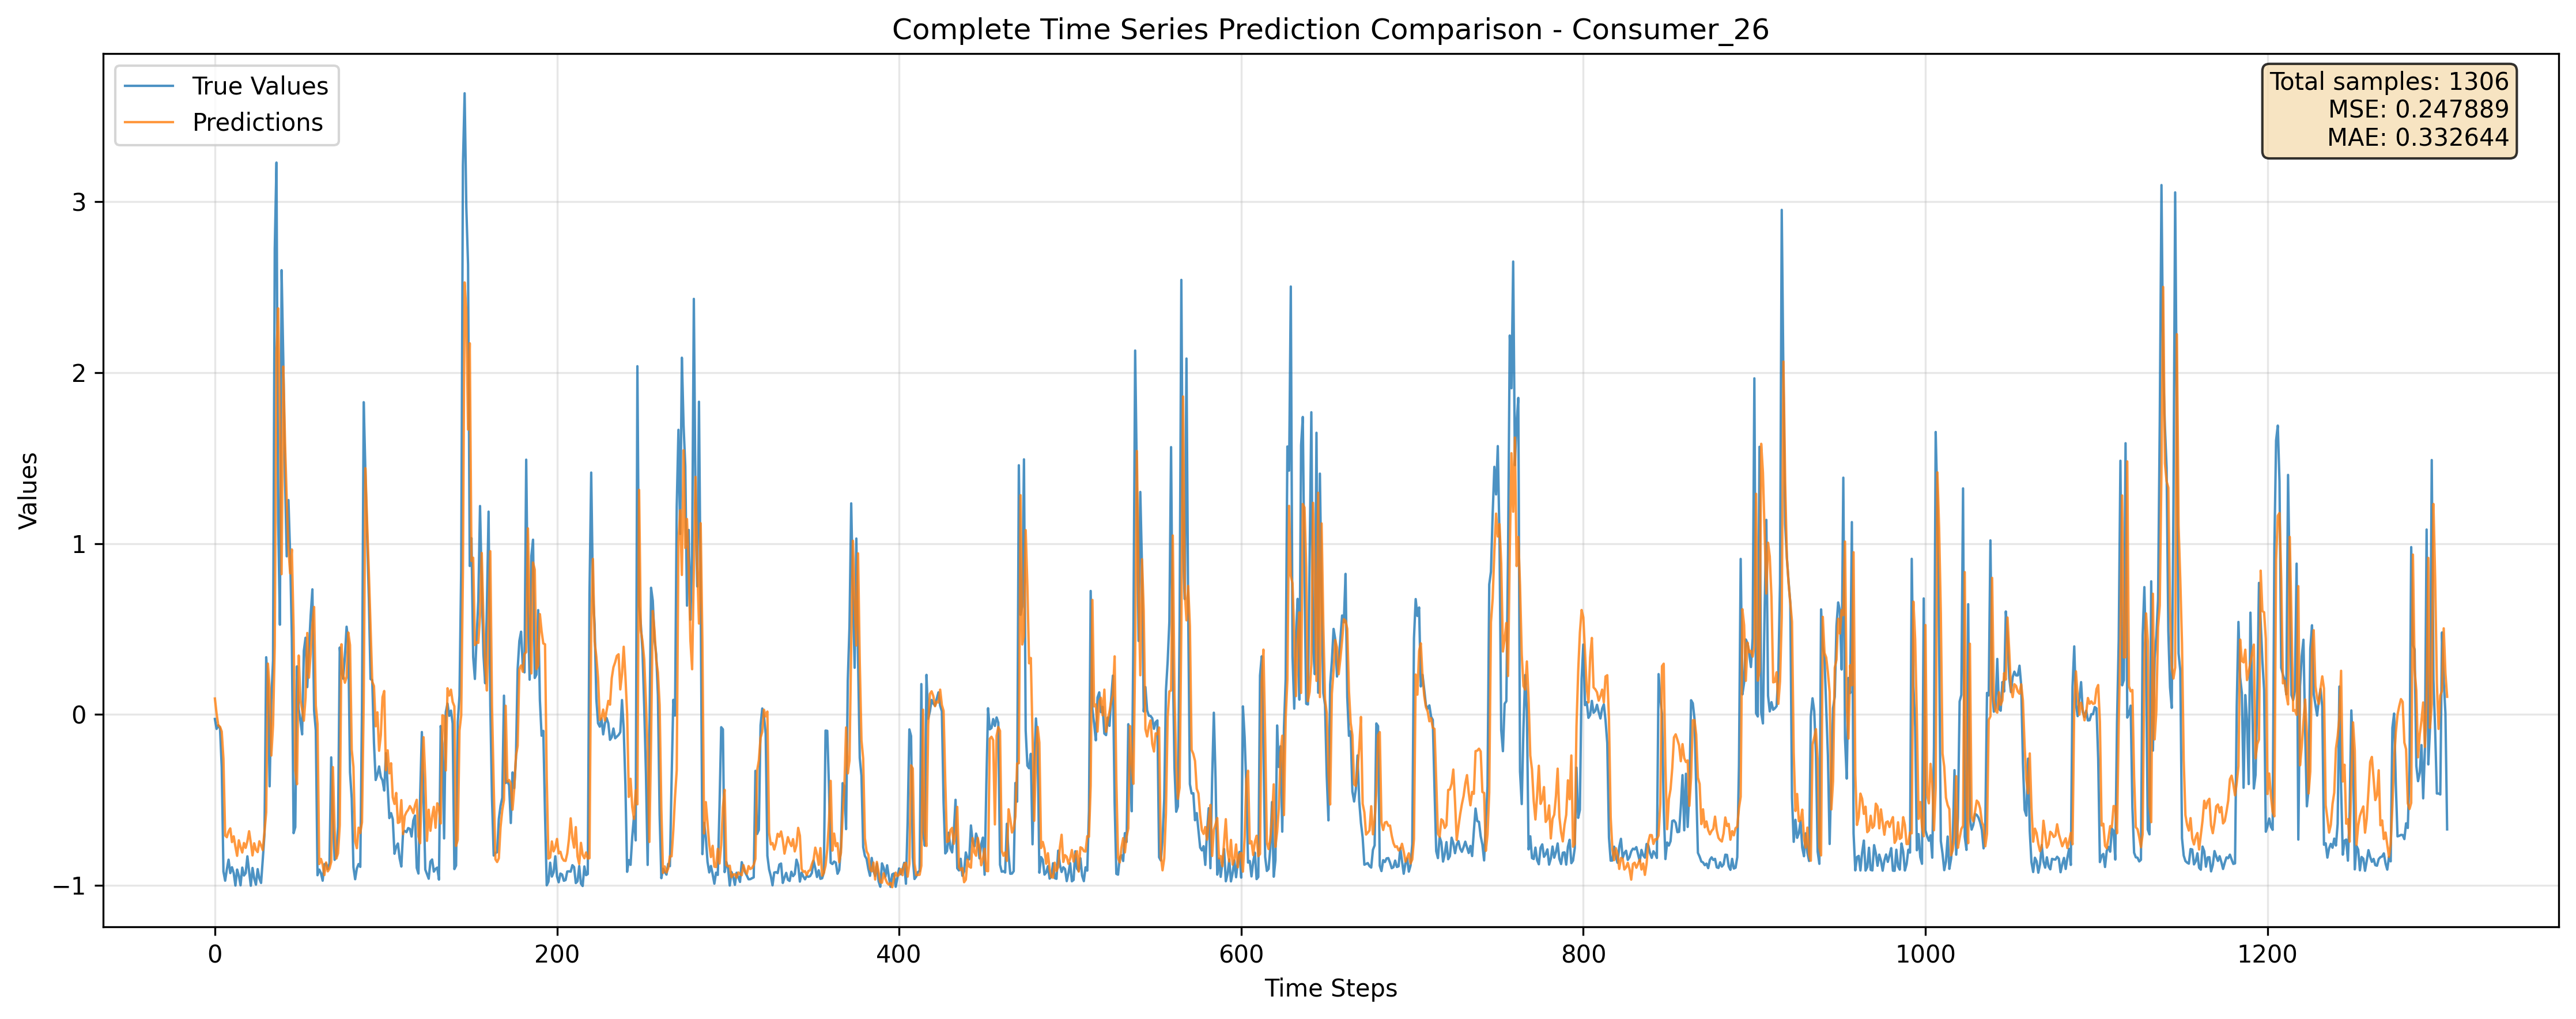 Complete Time Series Prediction Comparison - Consumer_26
True Values
Predictions
Total samples: 1306
MSE: 0.247889
MAE: 0.332644
Values
3
2
1
0
−1
0 200 400 600 800 1000 1200
Time Steps